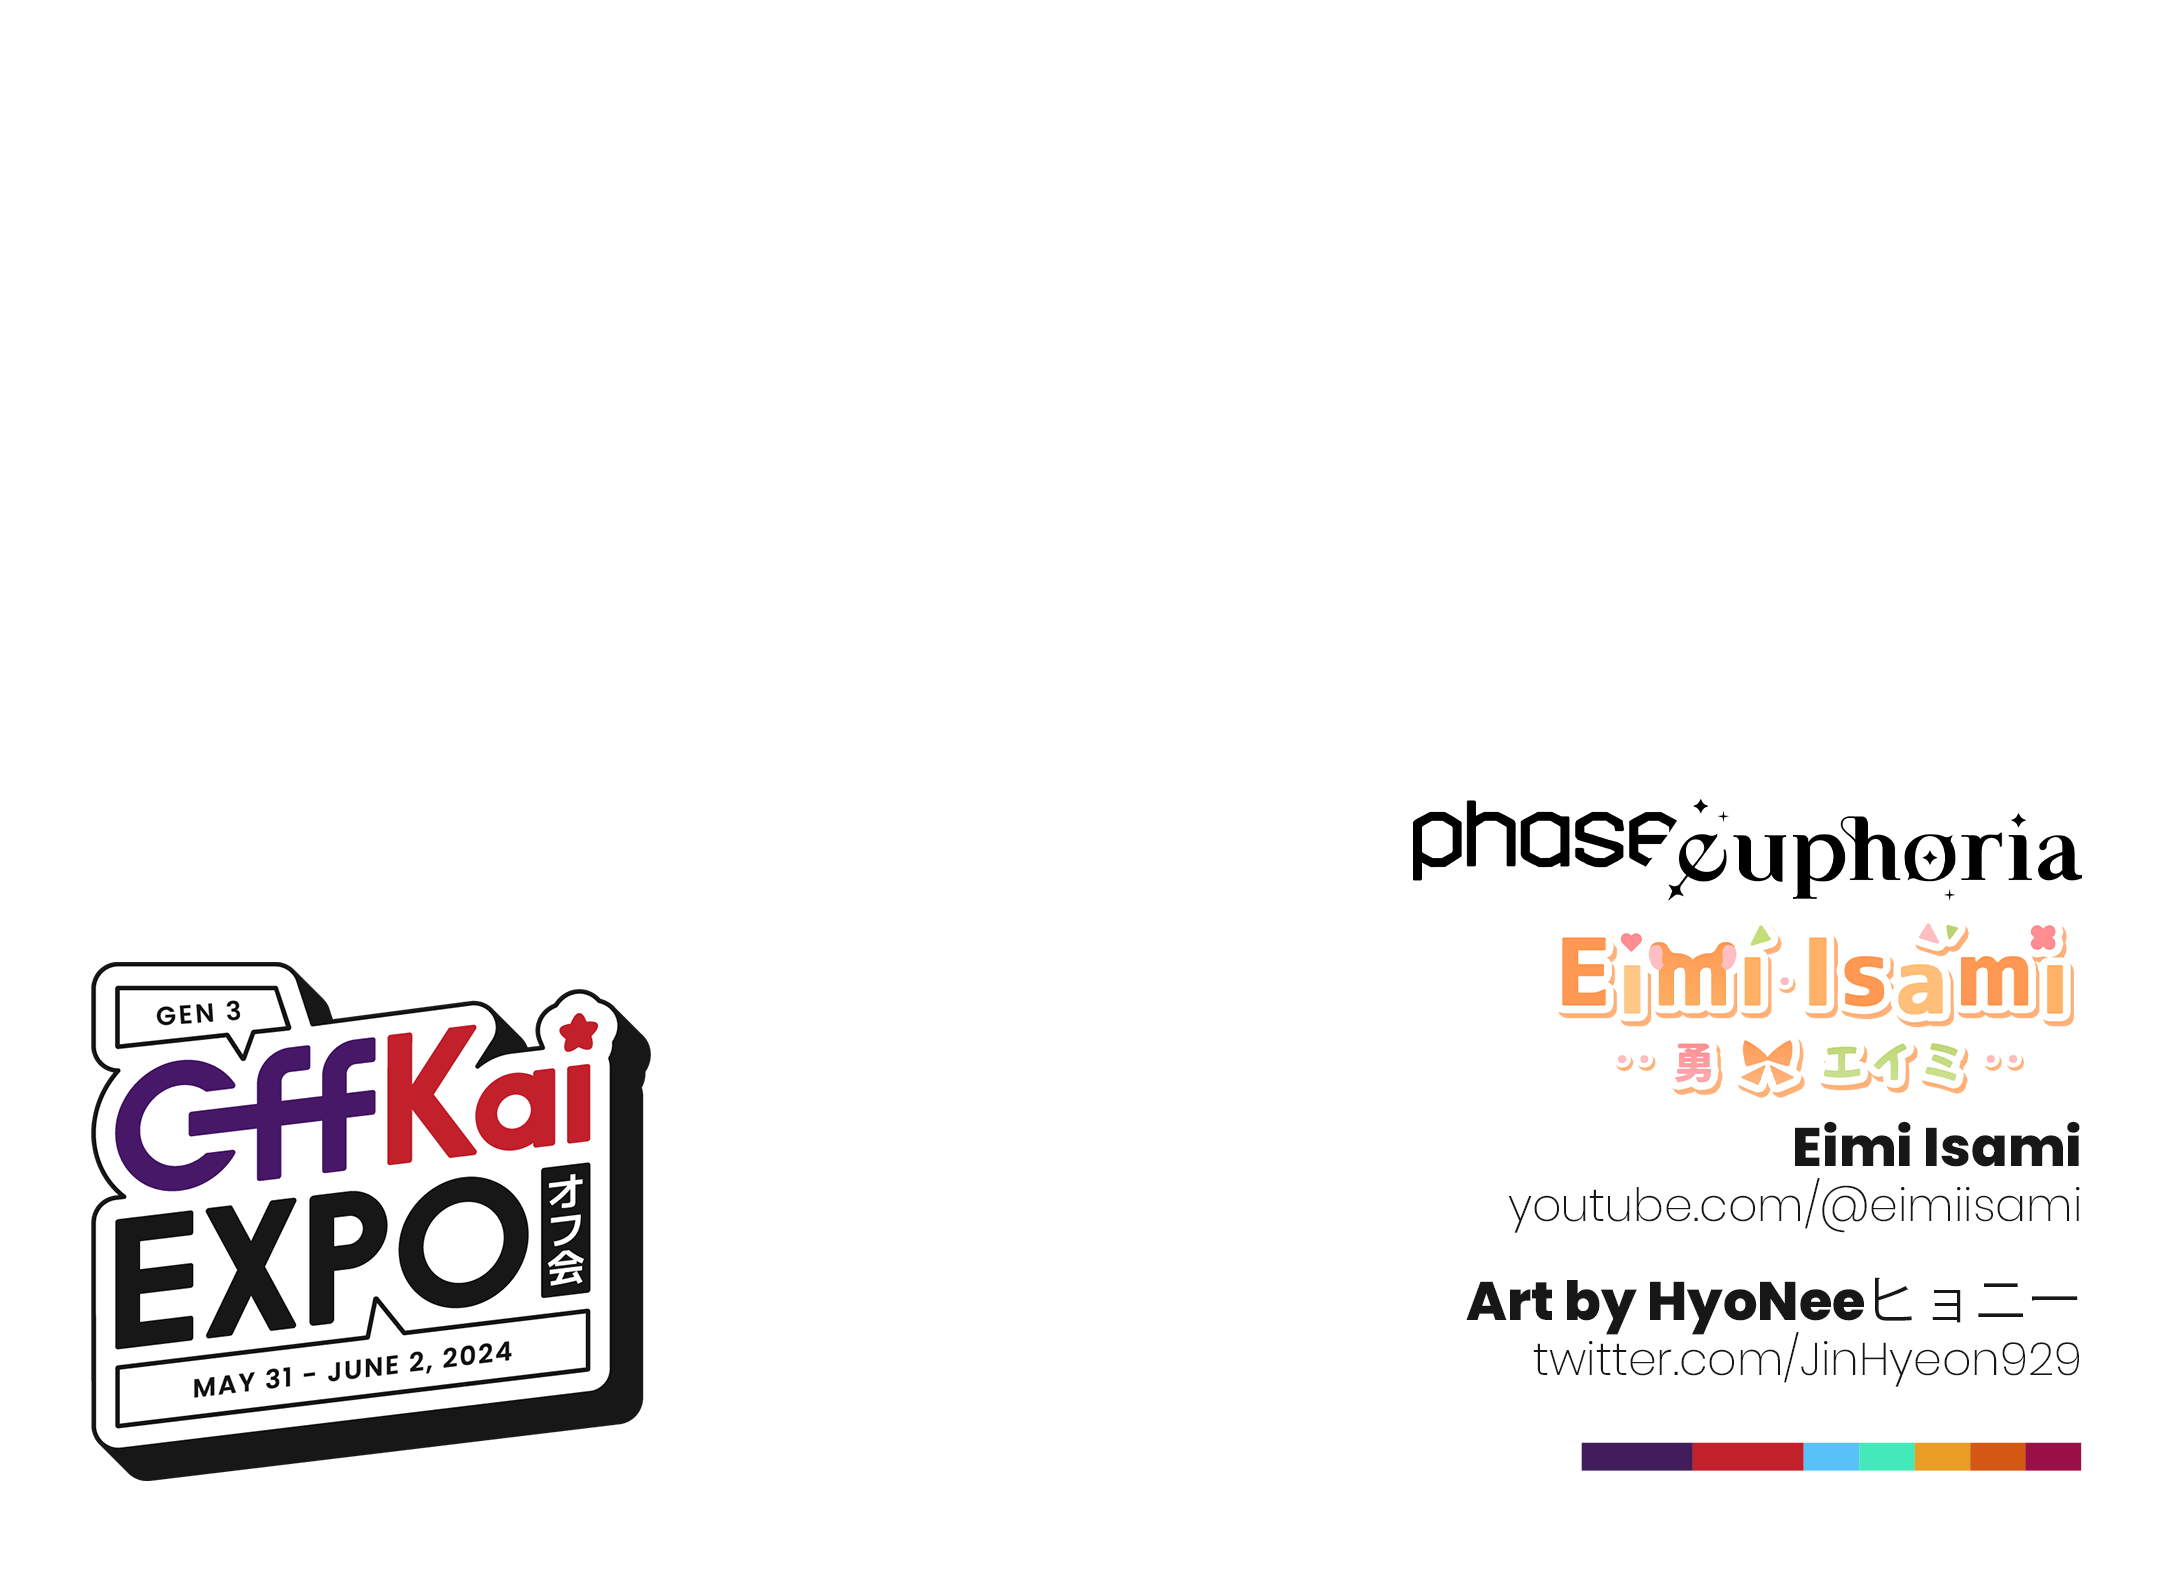 GEN 3
OffKai
EXPO
オフ会
MAY 31 - JUNE 2, 2024
phase euphoria
Eimi Isami
勇 エイミ
Eimi Isami
youtube.com/@eimiisami
Art by HyoNeeヒョニー
twitter.com/JinHyeon929